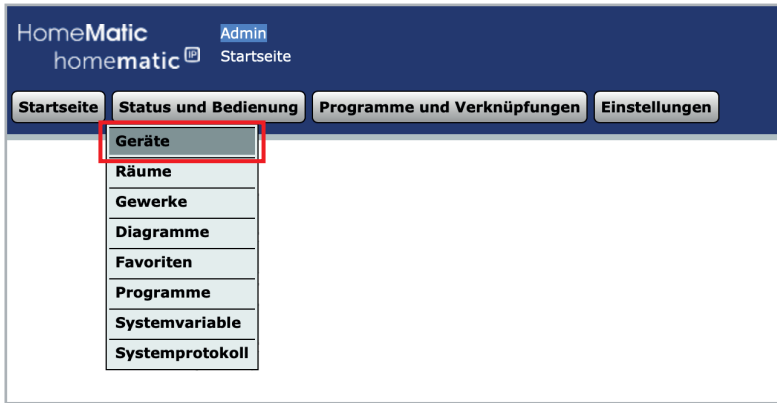 HomeMatic
homematic IP
Admin
Startseite
Startseite
Status und Bedienung
Programme und Verknüpfungen
Einstellungen
Geräte
Räume
Gewerke
Diagramme
Favoriten
Programme
Systemvariable
Systemprotokoll